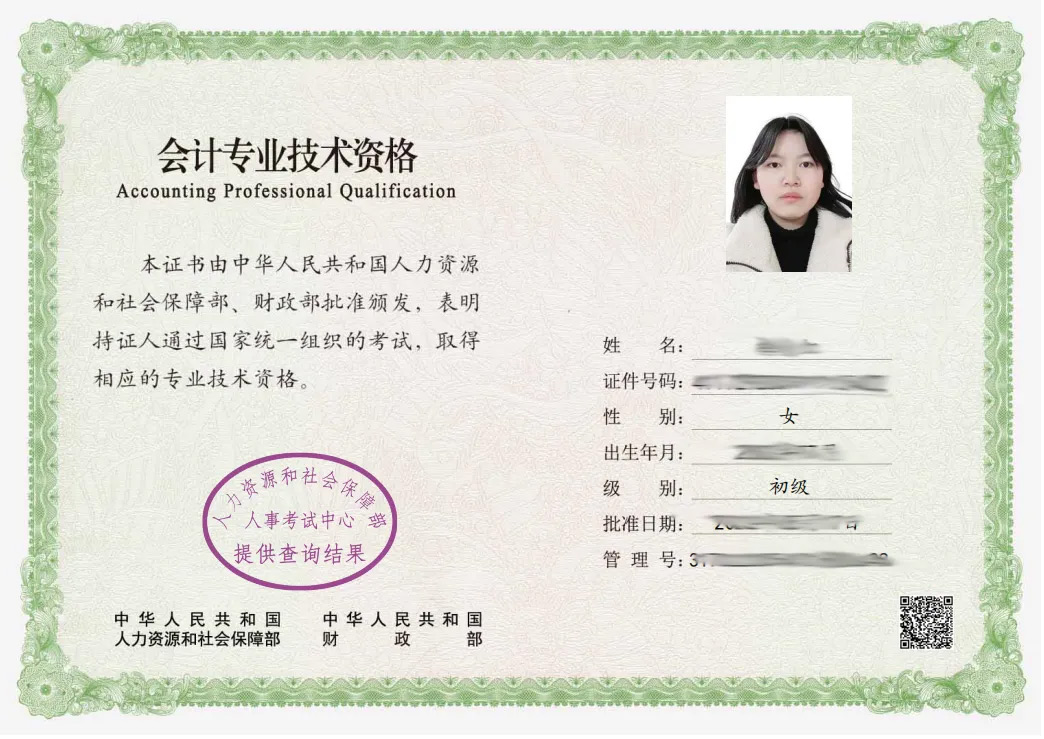 会计专业技术资格
Accounting Professional Qualification
本证书由中华人民共和国人力资源
和社会保障部、财政部批准颁发，表明
持证人通过国家统一组织的考试，取得
相应的专业技术资格。
人力资源和社会保障部
人事考试中心
提供查询结果
中华人民共和国
人力资源和社会保障部
中华人民共和国
财政部
姓名：
证件号码：
性别：女
出生年月：
级别：初级
批准日期：日
管理号：